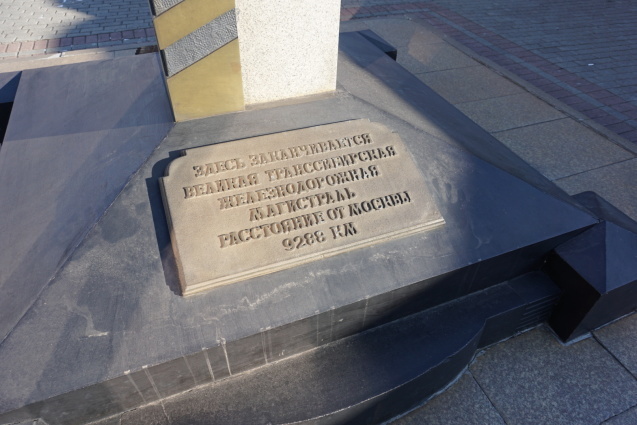 ЗДЕСЬ ЗАКАНЧИВАЕТСЯ
ВЕЛИКАЯ ТРАНССИБИРСКАЯ
ЖЕЛЕЗНОДОРОЖНАЯ
МАГИСТРАЛЬ
РАССТОЯНИЕ ОТ МОСКВЫ
9288 КМ